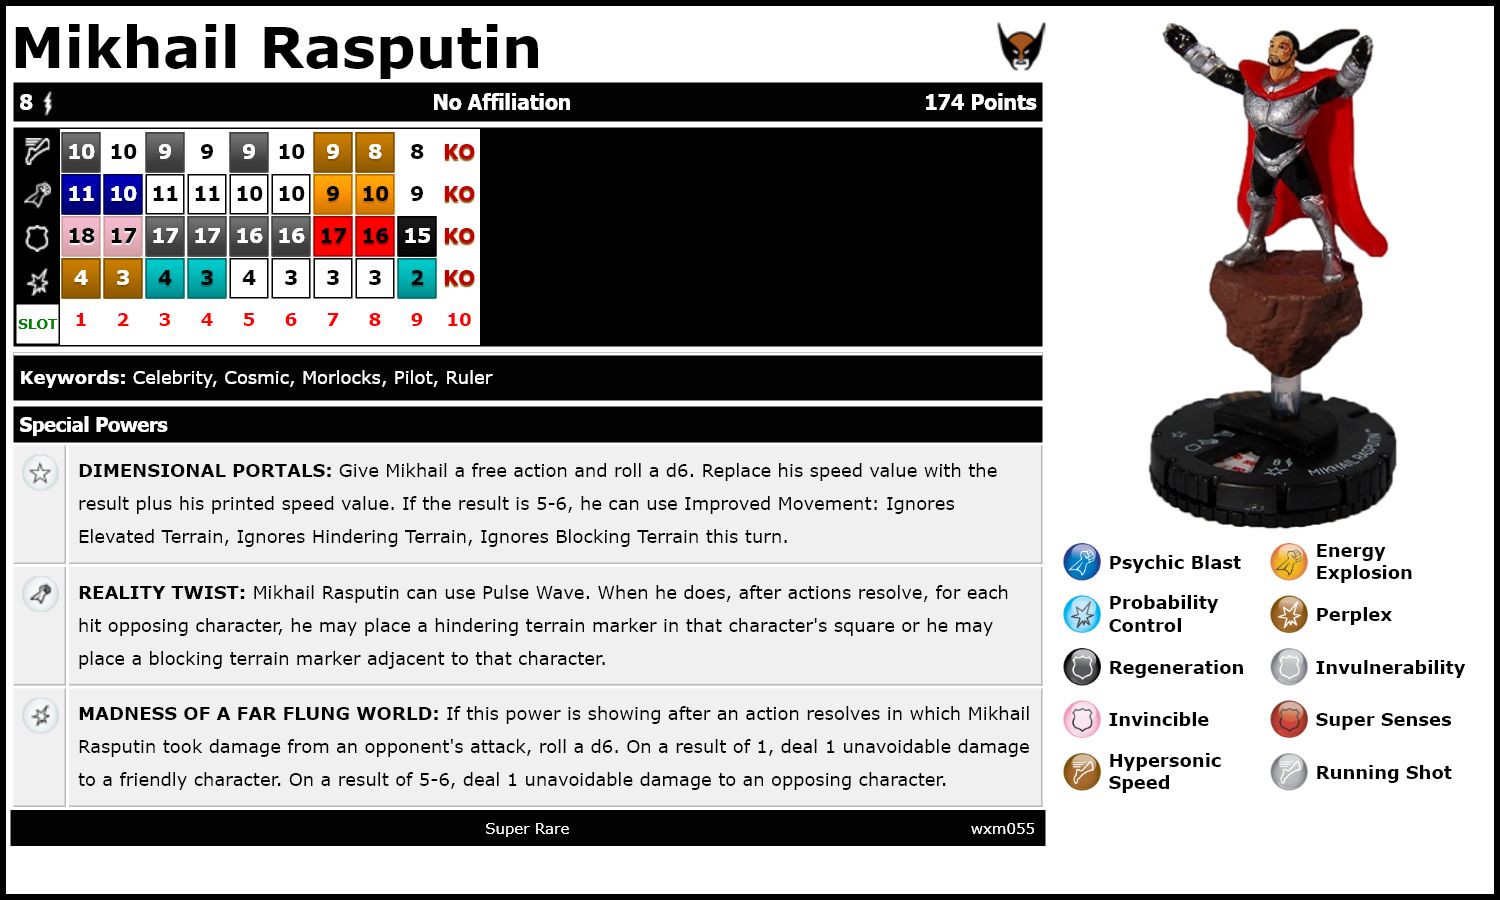 Mikhail Rasputin
8 No Affiliation 174 Points
10 10 9 9 9 10 9 8 8 KO
11 10 11 11 10 10 9 10 9 KO
18 17 17 17 16 16 17 16 15 KO
4 3 4 3 4 3 3 3 2 KO
SLOT 1 2 3 4 5 6 7 8 9 10
Keywords: Celebrity, Cosmic, Morlocks, Pilot, Ruler
Special Powers
DIMENSIONAL PORTALS: Give Mikhail a free action and roll a d6. Replace his speed value with the
result plus his printed speed value. If the result is 5-6, he can use Improved Movement: Ignores
Elevated Terrain, Ignores Hindering Terrain, Ignores Blocking Terrain this turn.
REALITY TWIST: Mikhail Rasputin can use Pulse Wave. When he does, after actions resolve, for each
hit opposing character, he may place a hindering terrain marker in that character's square or he may
place a blocking terrain marker adjacent to that character.
MADNESS OF A FAR FLUNG WORLD: If this power is showing after an action resolves in which Mikhail
Rasputin took damage from an opponent's attack, roll a d6. On a result of 1, deal 1 unavoidable damage
to a friendly character. On a result of 5-6, deal 1 unavoidable damage to an opposing character.
Super Rare wxm055
MIKHAIL RASPUTIN
Psychic Blast
Energy
Explosion
Probability
Control
Perplex
Regeneration
Invulnerability
Invincible
Super Senses
Hypersonic
Speed
Running Shot